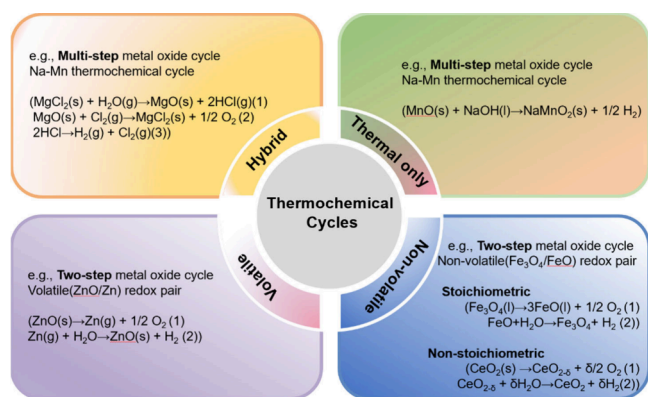 e.g., Multi-step metal oxide cycle
Na-Mn thermochemical cycle
(MgCl₂(s) + H₂O(g)→MgO(s) + 2HCl(g)(1)
MgO(s) + Cl₂(g)→MgCl₂(s) + 1/2 O₂ (2)
2HCl→H₂(g) + Cl₂(g)(3))
e.g., Multi-step metal oxide cycle
Na-Mn thermochemical cycle
(MnO(s) + NaOH(l)→NaMnO₂(s) + 1/2 H₂)
Hybrid
Thermal only
Thermochemical
Cycles
Volatile
Non-volatile
e.g., Two-step metal oxide cycle
Volatile(ZnO/Zn) redox pair
(ZnO(s)→Zn(g) + 1/2 O₂ (1)
Zn(g) + H₂O→ZnO(s) + H₂ (2))
e.g., Two-step metal oxide cycle
Non-volatile(Fe₃O₄/FeO) redox pair
Stoichiometric
(Fe₃O₄(l)→3FeO(l) + 1/2 O₂ (1)
FeO+H₂O→Fe₃O₄+ H₂ (2))
Non-stoichiometric
(CeO₂(s) →CeO₂₋δ + δ/2 O₂ (1)
CeO₂₋δ + δH₂O→CeO₂ + δH₂(2))